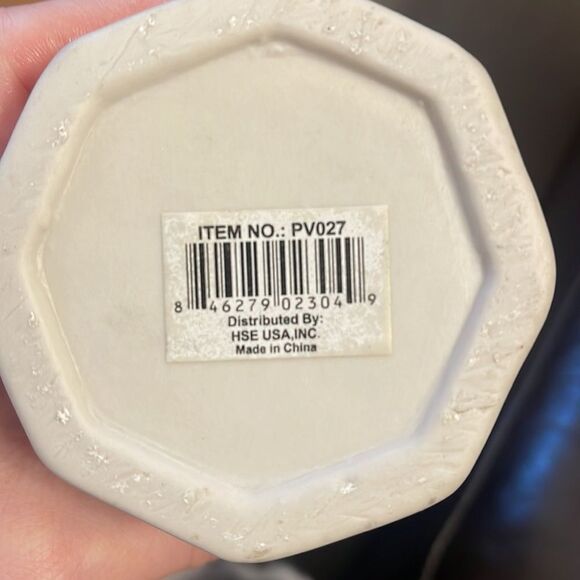 ITEM NO.: PV027
8 46279 02304 9
Distributed By:
HSE USA,INC.
Made in China